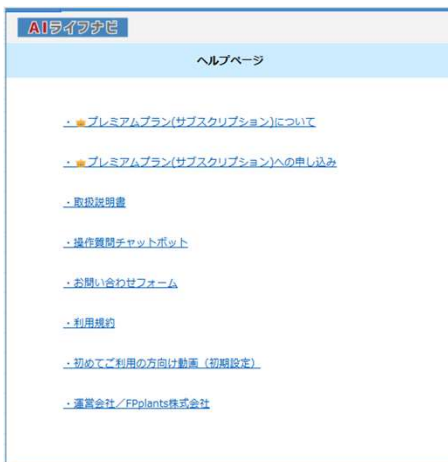 AIライフナビ
ヘルプページ
・👑プレミアムプラン(サブスクリプション)について
・👑プレミアムプラン(サブスクリプション)への申し込み
・取扱説明書
・操作質問チャットボット
・お問い合わせフォーム
・利用規約
・初めてご利用の方向け動画（初期設定）
・運営会社／FPplants株式会社